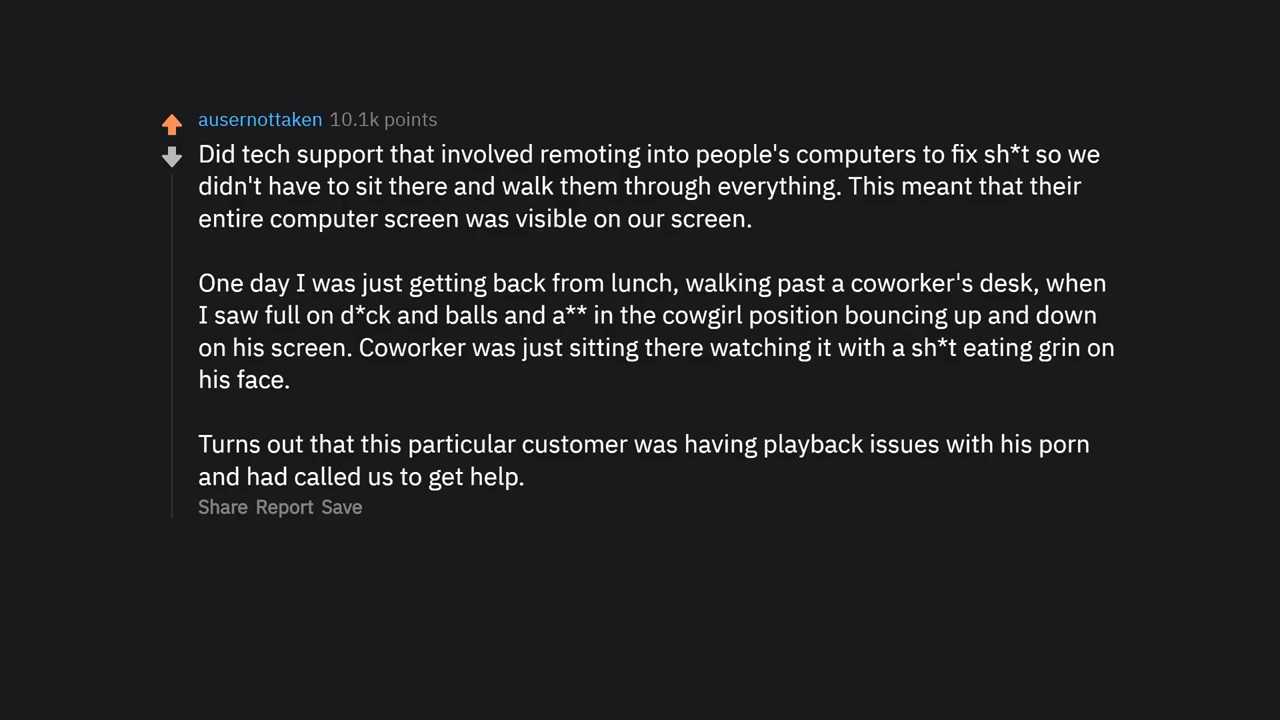 ausernottaken 10.1k points
Did tech support that involved remoting into people's computers to fix sh*t so we
didn't have to sit there and walk them through everything. This meant that their
entire computer screen was visible on our screen.
One day I was just getting back from lunch, walking past a coworker's desk, when
I saw full on d*ck and balls and a** in the cowgirl position bouncing up and down
on his screen. Coworker was just sitting there watching it with a sh*t eating grin on
his face.
Turns out that this particular customer was having playback issues with his porn
and had called us to get help.
Share Report Save